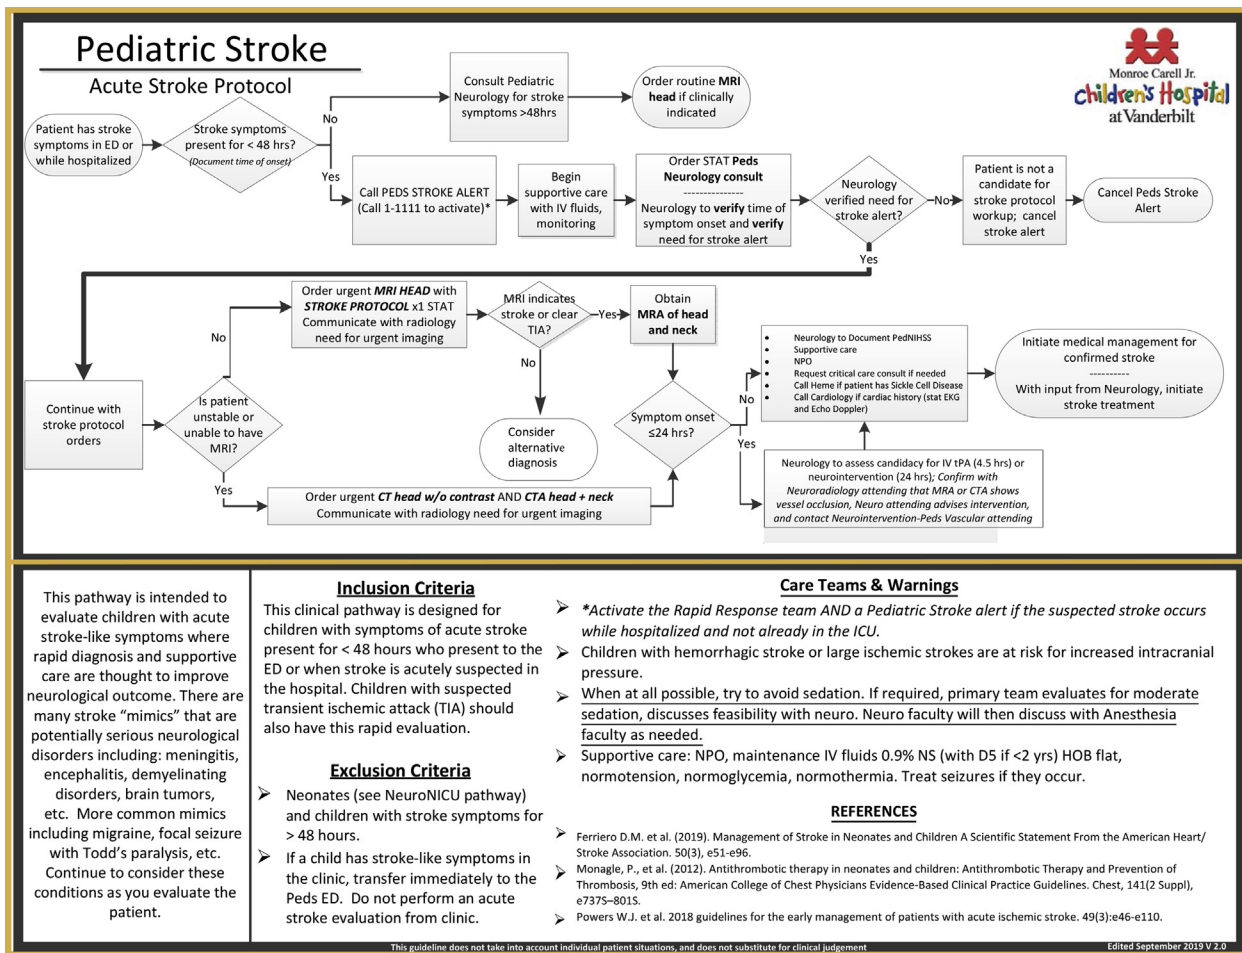 Pediatric Stroke
Acute Stroke Protocol
Monroe Carell Jr.
Children's Hospital
at Vanderbilt
Patient has stroke
symptoms in ED or
while hospitalized
Stroke symptoms
present for < 48 hrs?
(Document time of onset)
No
Consult Pediatric
Neurology for stroke
symptoms >48hrs
Order routine MRI
head if clinically
indicated
Yes
Call PEDS STROKE ALERT
(Call 1-1111 to activate)*
Begin
supportive care
with IV fluids,
monitoring
Order STAT Peds
Neurology consult
---------------
Neurology to verify time of
symptom onset and verify
need for stroke alert
Neurology
verified need for
stroke alert?
No
Patient is not a
candidate for
stroke protocol
workup; cancel
stroke alert
Cancel Peds Stroke
Alert
Yes
Continue with
stroke protocol
orders
Is patient
unstable or
unable to have
MRI?
No
Order urgent MRI HEAD with
STROKE PROTOCOL x1 STAT
Communicate with radiology
need for urgent imaging
MRI indicates
stroke or clear
TIA?
Yes
Obtain
MRA of head
and neck
No
Consider
alternative
diagnosis
Yes
Order urgent CT head w/o contrast AND CTA head + neck
Communicate with radiology need for urgent imaging
Symptom onset
≤24 hrs?
No
• Neurology to Document PedNIHSS
• Supportive care
• NPO
• Request critical care consult if needed
• Call Heme if patient has Sickle Cell Disease
• Call Cardiology if cardiac history (stat EKG
and Echo Doppler)
Yes
Neurology to assess candidacy for IV tPA (4.5 hrs) or
neurointervention (24 hrs); Confirm with
Neuroradiology attending that MRA or CTA shows
vessel occlusion, Neuro attending advises intervention,
and contact Neurointervention-Peds Vascular attending
Initiate medical management for
confirmed stroke
----------
With input from Neurology, initiate
stroke treatment
This pathway is intended to
evaluate children with acute
stroke-like symptoms where
rapid diagnosis and supportive
care are thought to improve
neurological outcome. There are
many stroke “mimics” that are
potentially serious neurological
disorders including: meningitis,
encephalitis, demyelinating
disorders, brain tumors,
etc. More common mimics
including migraine, focal seizure
with Todd’s paralysis, etc.
Continue to consider these
conditions as you evaluate the
patient.
Inclusion Criteria
This clinical pathway is designed for
children with symptoms of acute stroke
present for < 48 hours who present to the
ED or when stroke is acutely suspected in
the hospital. Children with suspected
transient ischemic attack (TIA) should
also have this rapid evaluation.
Exclusion Criteria
➢ Neonates (see NeuroNICU pathway)
and children with stroke symptoms for
> 48 hours.
➢ If a child has stroke-like symptoms in
the clinic, transfer immediately to the
Peds ED. Do not perform an acute
stroke evaluation from clinic.
Care Teams & Warnings
➢ *Activate the Rapid Response team AND a Pediatric Stroke alert if the suspected stroke occurs
while hospitalized and not already in the ICU.
➢ Children with hemorrhagic stroke or large ischemic strokes are at risk for increased intracranial
pressure.
➢ When at all possible, try to avoid sedation. If required, primary team evaluates for moderate
sedation, discusses feasibility with neuro. Neuro faculty will then discuss with Anesthesia
faculty as needed.
➢ Supportive care: NPO, maintenance IV fluids 0.9% NS (with D5 if <2 yrs) HOB flat,
normotension, normoglycemia, normothermia. Treat seizures if they occur.
REFERENCES
➢ Ferriero D.M. et al. (2019). Management of Stroke in Neonates and Children A Scientific Statement From the American Heart/
Stroke Association. 50(3), e51-e96.
➢ Monagle, P., et al. (2012). Antithrombotic therapy in neonates and children: Antithrombotic Therapy and Prevention of
Thrombosis, 9th ed: American College of Chest Physicians Evidence-Based Clinical Practice Guidelines. Chest, 141(2 Suppl),
e737S–801S.
➢ Powers W.J. et al. 2018 guidelines for the early management of patients with acute ischemic stroke. 49(3):e46-e110.
This guideline does not take into account individual patient situations, and does not substitute for clinical judgement
Edited September 2019 V 2.0